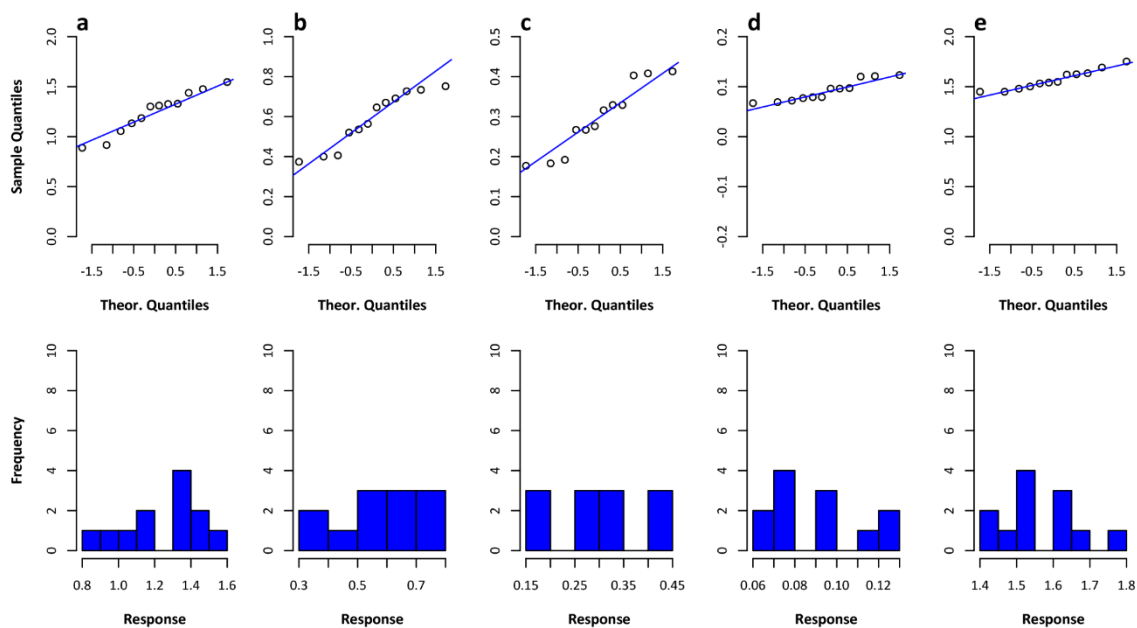 a
Sample Quantiles
0.0 0.5 1.0 1.5 2.0
-1.5 -0.5 0.5 1.5
Theor. Quantiles
b
0.0 0.2 0.4 0.6 0.8 1.0
-1.5 -0.5 0.5 1.5
Theor. Quantiles
c
0.0 0.1 0.2 0.3 0.4 0.5
-1.5 -0.5 0.5 1.5
Theor. Quantiles
d
-0.2 -0.1 0.0 0.1 0.2
-1.5 -0.5 0.5 1.5
Theor. Quantiles
e
0.0 0.5 1.0 1.5 2.0
-1.5 -0.5 0.5 1.5
Theor. Quantiles
Frequency
0 2 4 6 8 10
0.8 1.0 1.2 1.4 1.6
Response
0 2 4 6 8 10
0.3 0.5 0.7
Response
0 2 4 6 8 10
0.15 0.25 0.35 0.45
Response
0 2 4 6 8 10
0.06 0.08 0.10 0.12
Response
0 2 4 6 8 10
1.4 1.5 1.6 1.7 1.8
Response